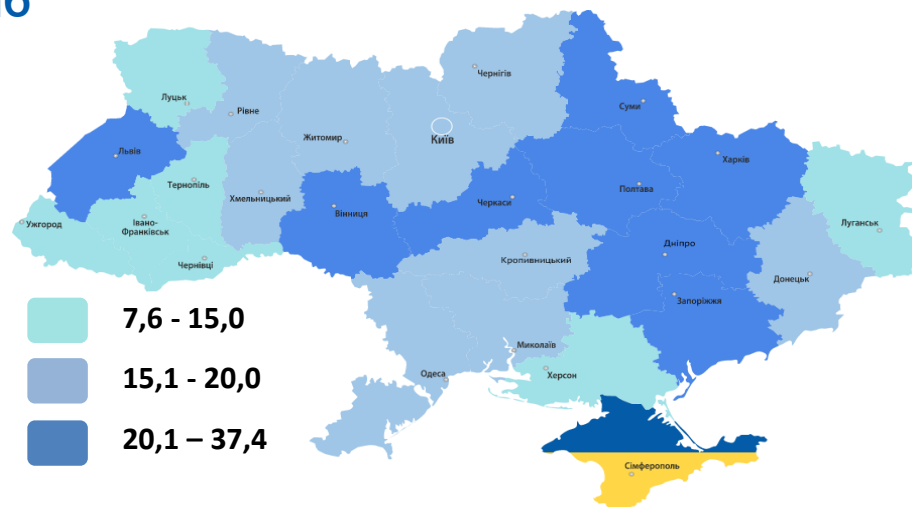 Чернігів
Луцьк
Рівне
Суми
Житомир
Київ
Львів
Харків
Тернопіль
Полтава
Хмельницький
Черкаси
Вінниця
Ужгород
Івано-
Франківськ
Луганськ
Дніпро
Кропивницький
Чернівці
Донецьк
Запоріжжя
7,6 - 15,0
Миколаїв
15,1 - 20,0
Одеса
Херсон
20,1 – 37,4
Сімферополь